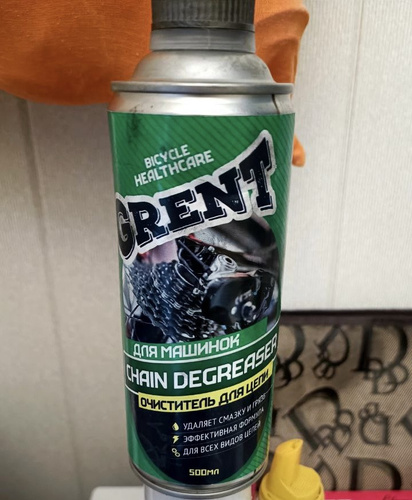 BICYCLE
HEALTHCARE
GRENT
ДЛЯ МАШИНОК
CHAIN DEGREASER
ОЧИСТИТЕЛЬ ДЛЯ ЦЕПИ
УДАЛЯЕТ СМАЗКУ И ГРЯЗЬ
ЭФФЕКТИВНАЯ ФОРМУЛА
ДЛЯ ВСЕХ ВИДОВ ЦЕПЕЙ
500МЛ